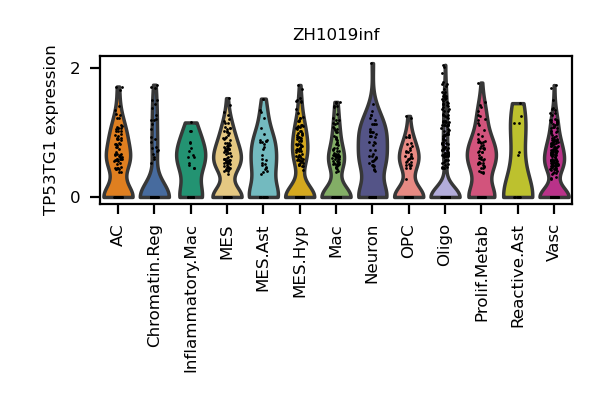 ZH1019inf
TP53TG1 expression
2
0
AC
Chromatin.Reg
Inflammatory.Mac
MES
MES.Ast
MES.Hyp
Mac
Neuron
OPC
Oligo
Prolif.Metab
Reactive.Ast
Vasc